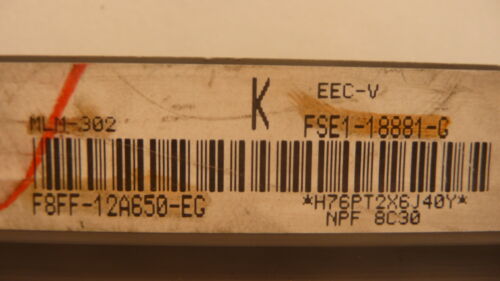 K EEC-V
MLM-302 FSE1-18881-G
F8FF-12A650-EG *H76PT2X6J40Y*
NPF 8C30